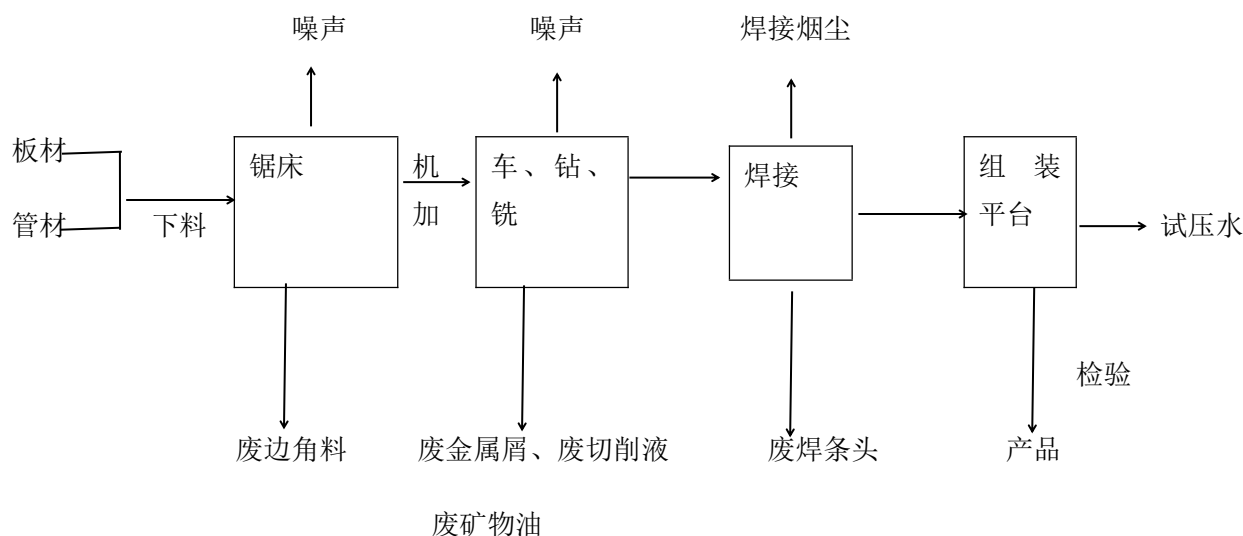 噪声
噪声
焊接烟尘
板材
管材
下料
锯床
机
加
车、钻、
铣
焊接
组 装
平台
试压水
检验
废边角料
废金属屑、废切削液
废焊条头
产品
废矿物油